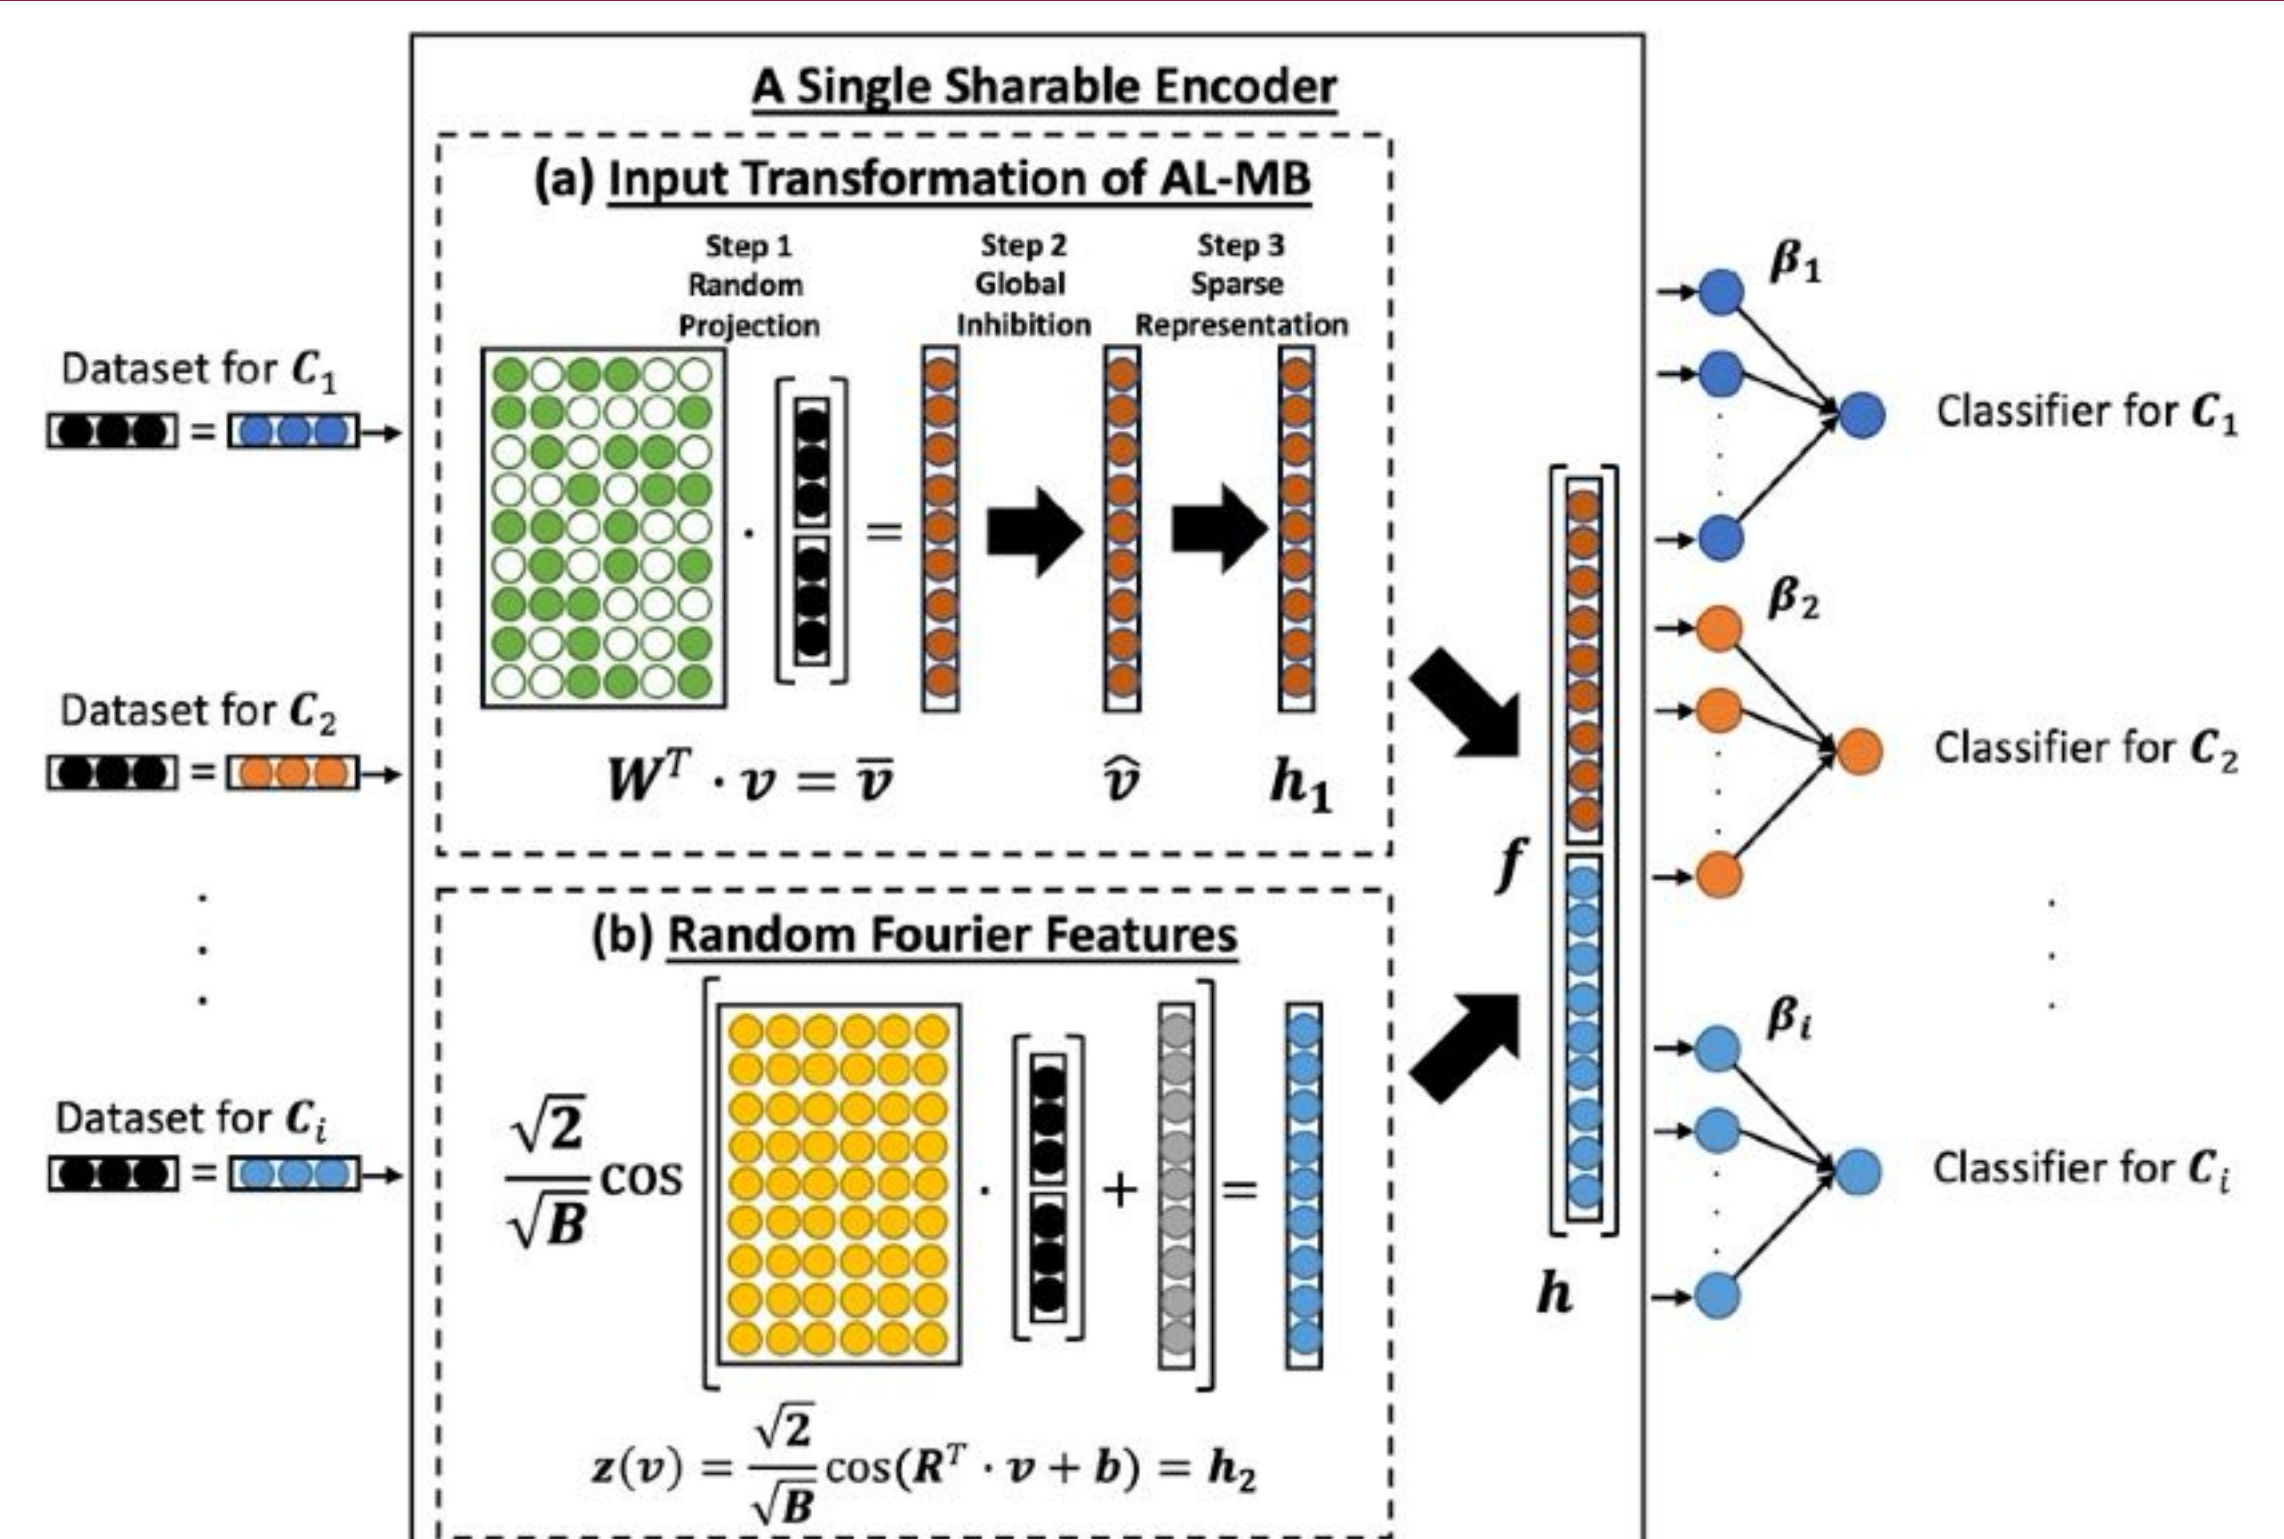 A Single Sharable Encoder
(a) Input Transformation of AL-MB
Step 1
Random
Projection
Step 2
Global
Inhibition
Step 3
Sparse
Representation
Dataset for C₁
=
·
=
Wᵀ · v = v̅
v̂
h₁
Dataset for C₂
=
Dataset for Cᵢ
=
(b) Random Fourier Features
√2
√B
cos
·
+
=
z(v) = √2/√B cos(Rᵀ · v + b) = h₂
f
h
β₁
Classifier for C₁
β₂
Classifier for C₂
βᵢ
Classifier for Cᵢ